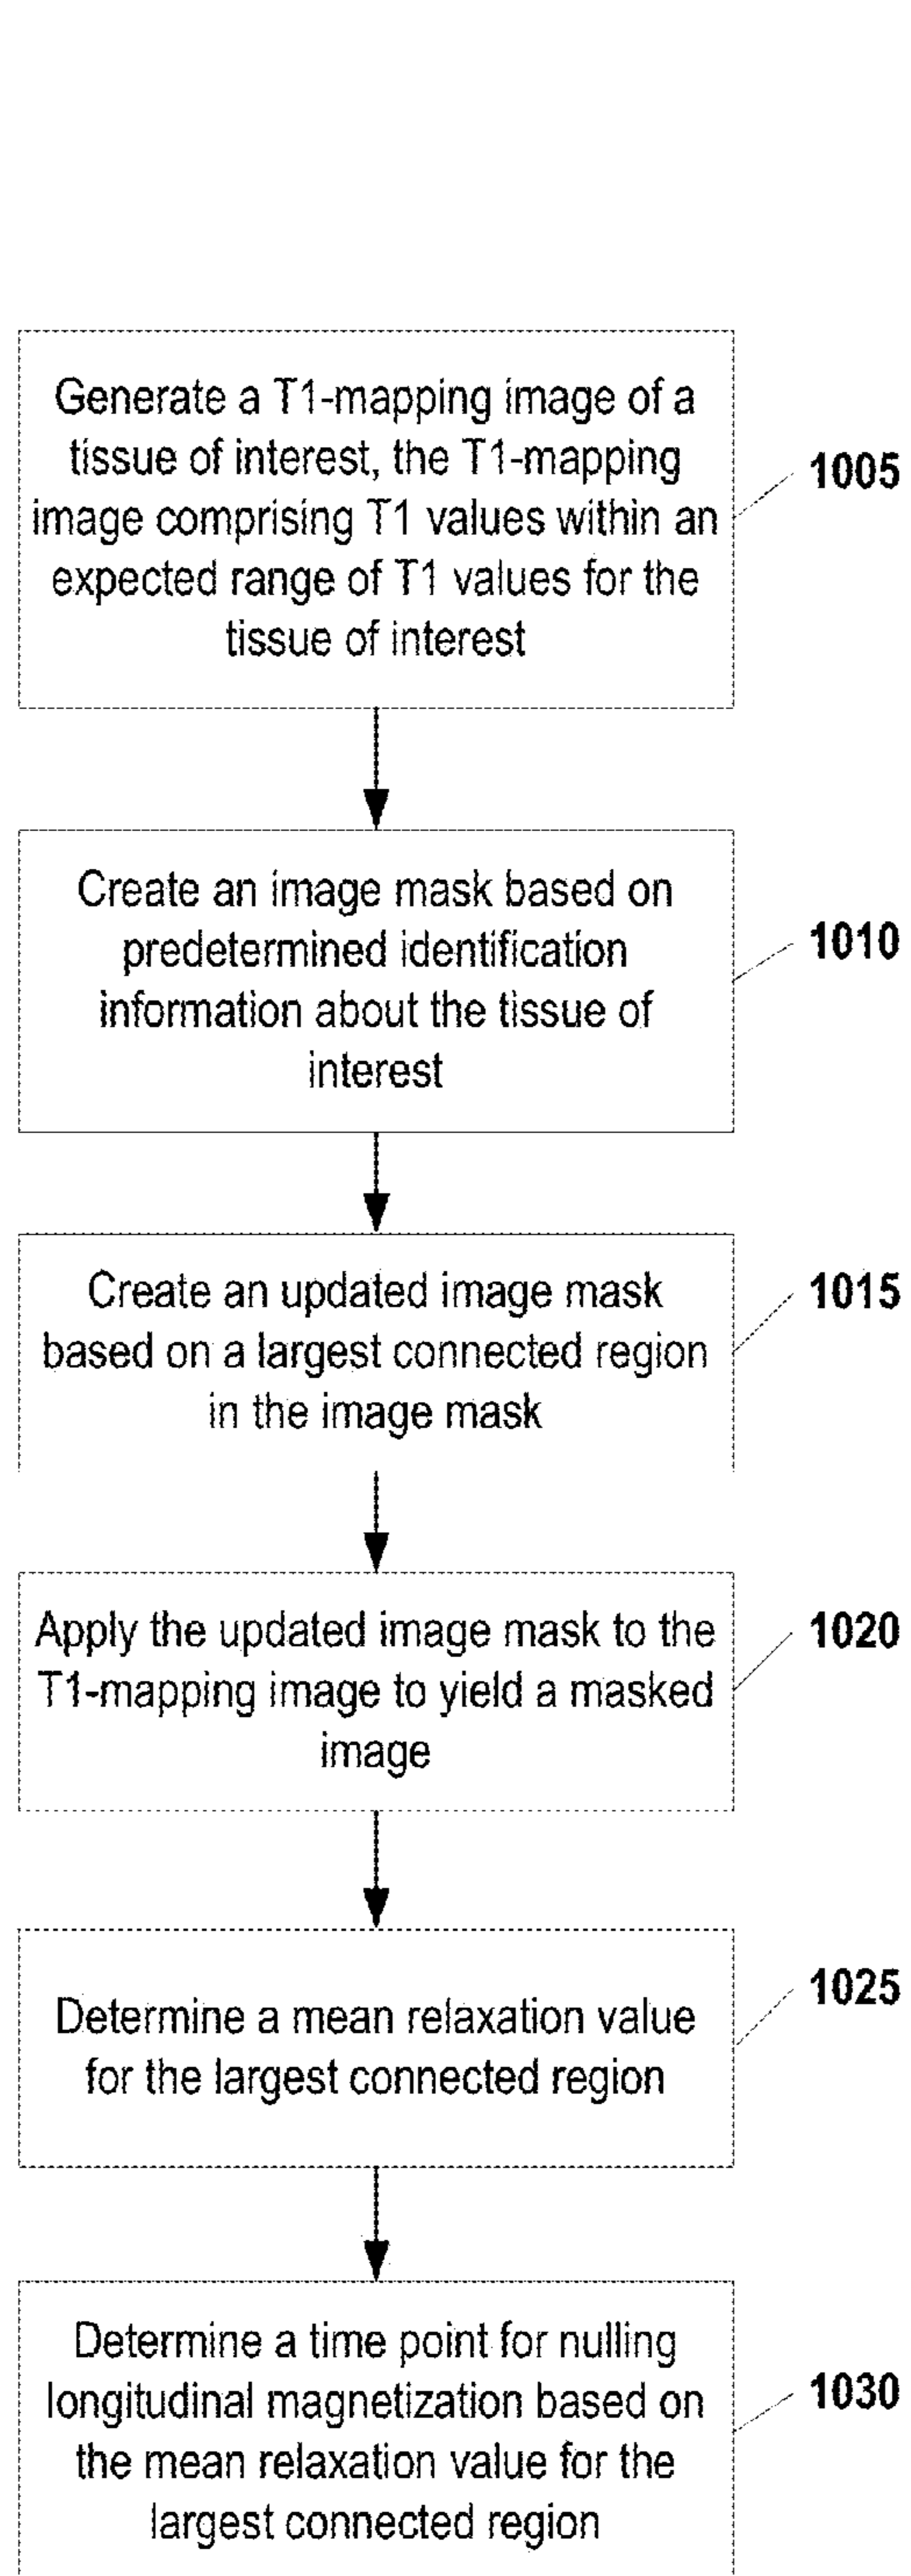 Generate a T1-mapping image of a
tissue of interest, the T1-mapping
image comprising T1 values within an
expected range of T1 values for the
tissue of interest
1005
Create an image mask based on
predetermined identification
information about the tissue of
interest
1010
Create an updated image mask
based on a largest connected region
in the image mask
1015
Apply the updated image mask to the
T1-mapping image to yield a masked
image
1020
Determine a mean relaxation value
for the largest connected region
1025
Determine a time point for nulling
longitudinal magnetization based on
the mean relaxation value for the
largest connected region
1030